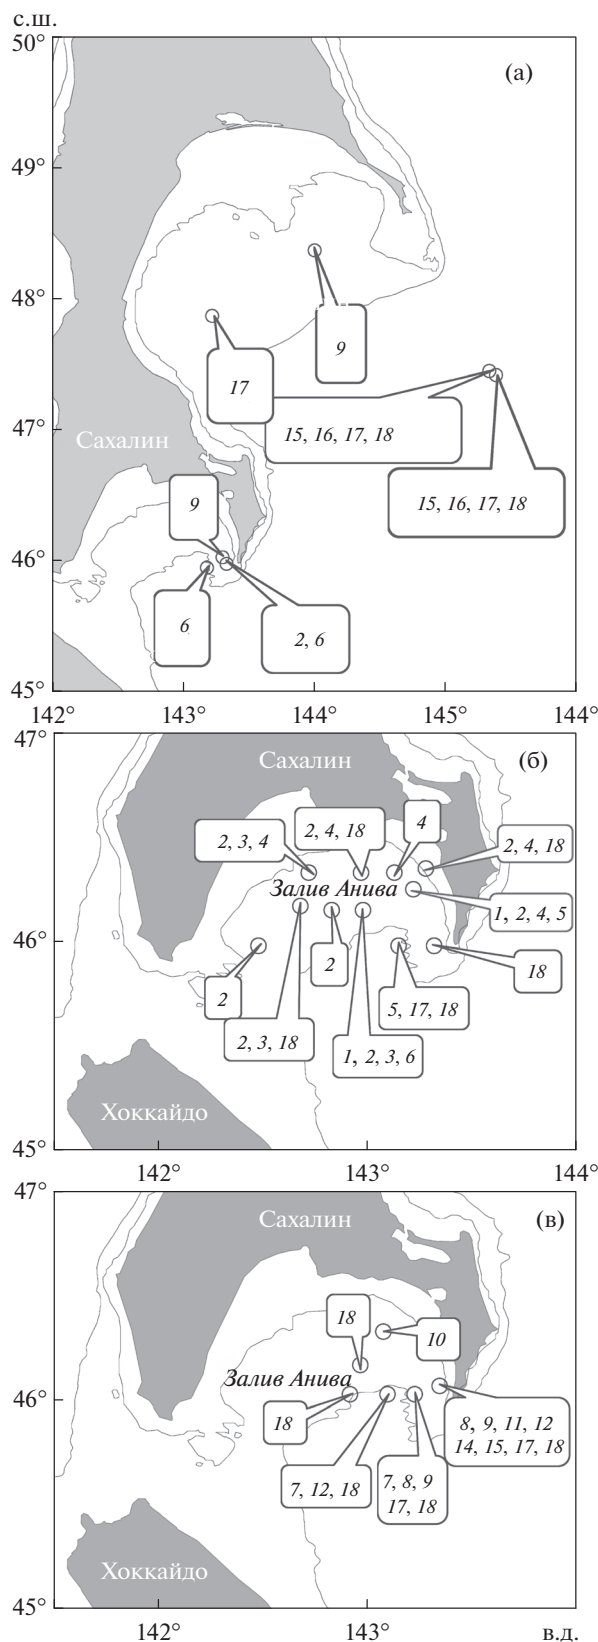 с.ш.
50°
(а)
49°
48°
9
17
47°
15, 16, 17, 18
Сахалин
15, 16, 17, 18
9
46°
6
2, 6
45°
142° 143° 144° 145° 144°
47°
Сахалин
(б)
4
2, 3, 4
2, 4, 18
2, 4, 18
Залив Анива
1, 2, 4, 5
46°
2
18
2
5, 17, 18
2, 3, 18
1, 2, 3, 6
Хоккайдо
45°
142° 143° 144°
47°
Сахалин
(в)
18
10
Залив Анива
46°
18
8, 9, 11, 12
14, 15, 17, 18
7, 12, 18
7, 8, 9
17, 18
Хоккайдо
45°
142° 143° в.д.